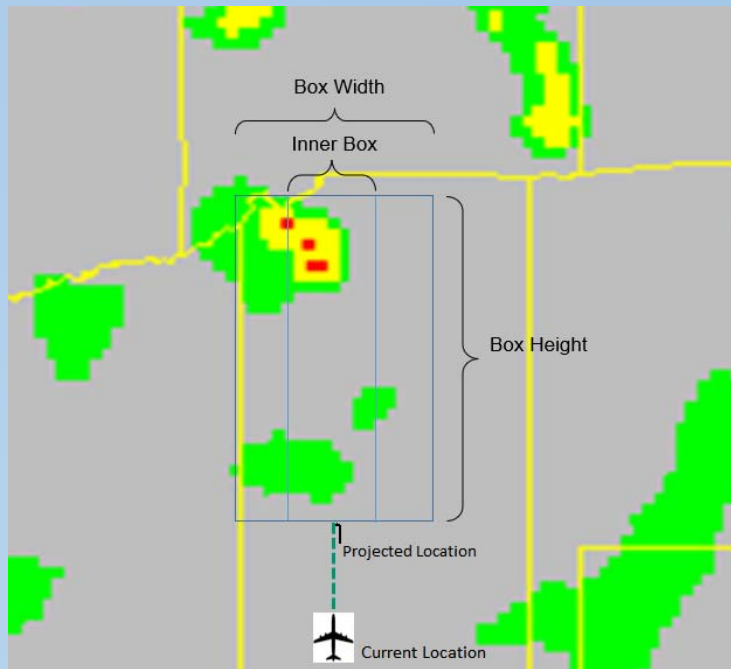 Box Width
Inner Box
Box Height
Projected Location
Current Location